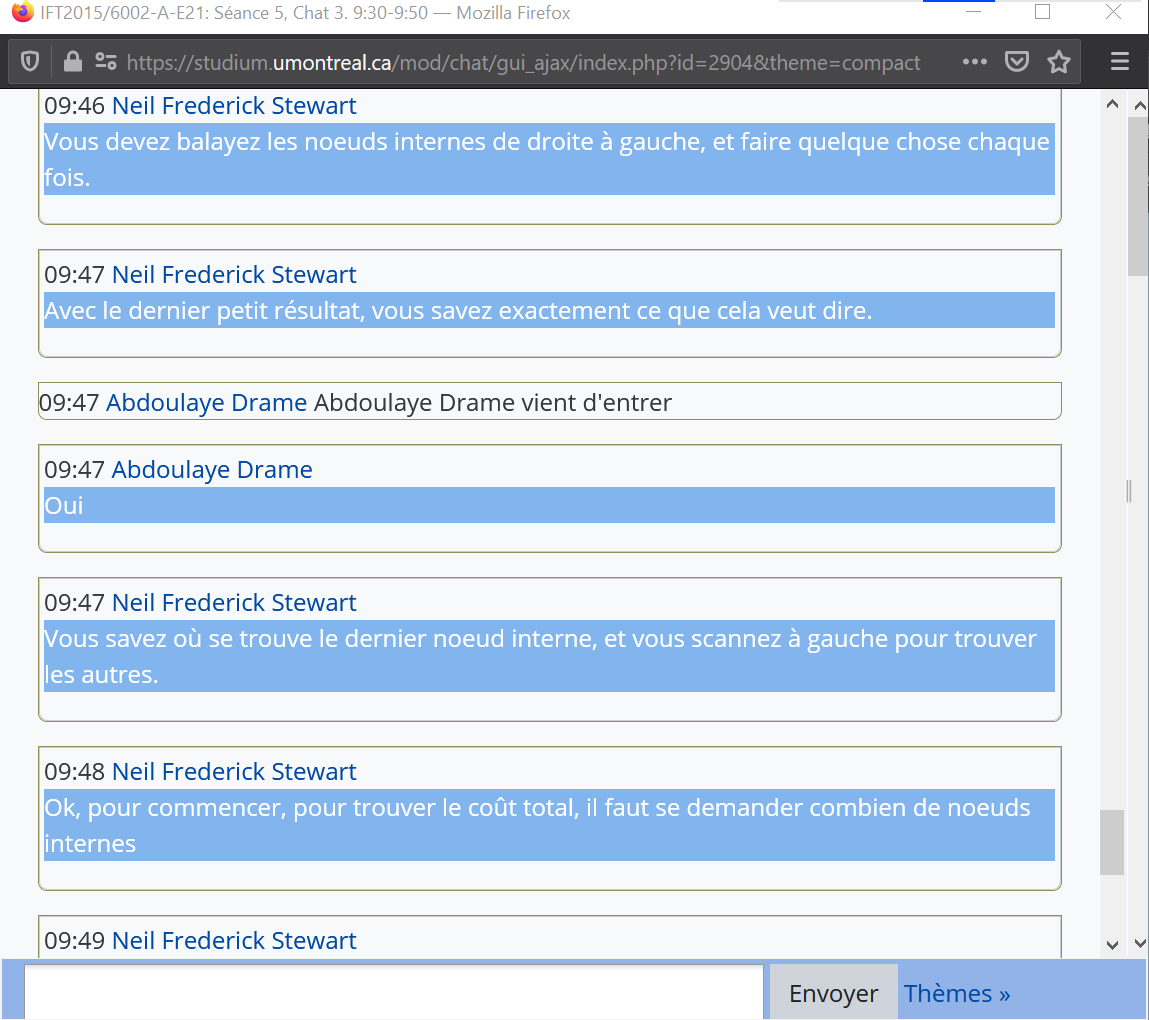 IFT2015/6002-A-E21: Séance 5, Chat 3. 9:30-9:50 — Mozilla Firefox
https://studium.umontreal.ca/mod/chat/gui_ajax/index.php?id=2904&theme=compact
09:46 Neil Frederick Stewart
Vous devez balayez les noeuds internes de droite à gauche, et faire quelque chose chaque
fois.
09:47 Neil Frederick Stewart
Avec le dernier petit résultat, vous savez exactement ce que cela veut dire.
09:47 Abdoulaye Drame Abdoulaye Drame vient d'entrer
09:47 Abdoulaye Drame
Oui
09:47 Neil Frederick Stewart
Vous savez où se trouve le dernier noeud interne, et vous scannez à gauche pour trouver
les autres.
09:48 Neil Frederick Stewart
Ok, pour commencer, pour trouver le coût total, il faut se demander combien de noeuds
internes
09:49 Neil Frederick Stewart
Envoyer Thèmes »